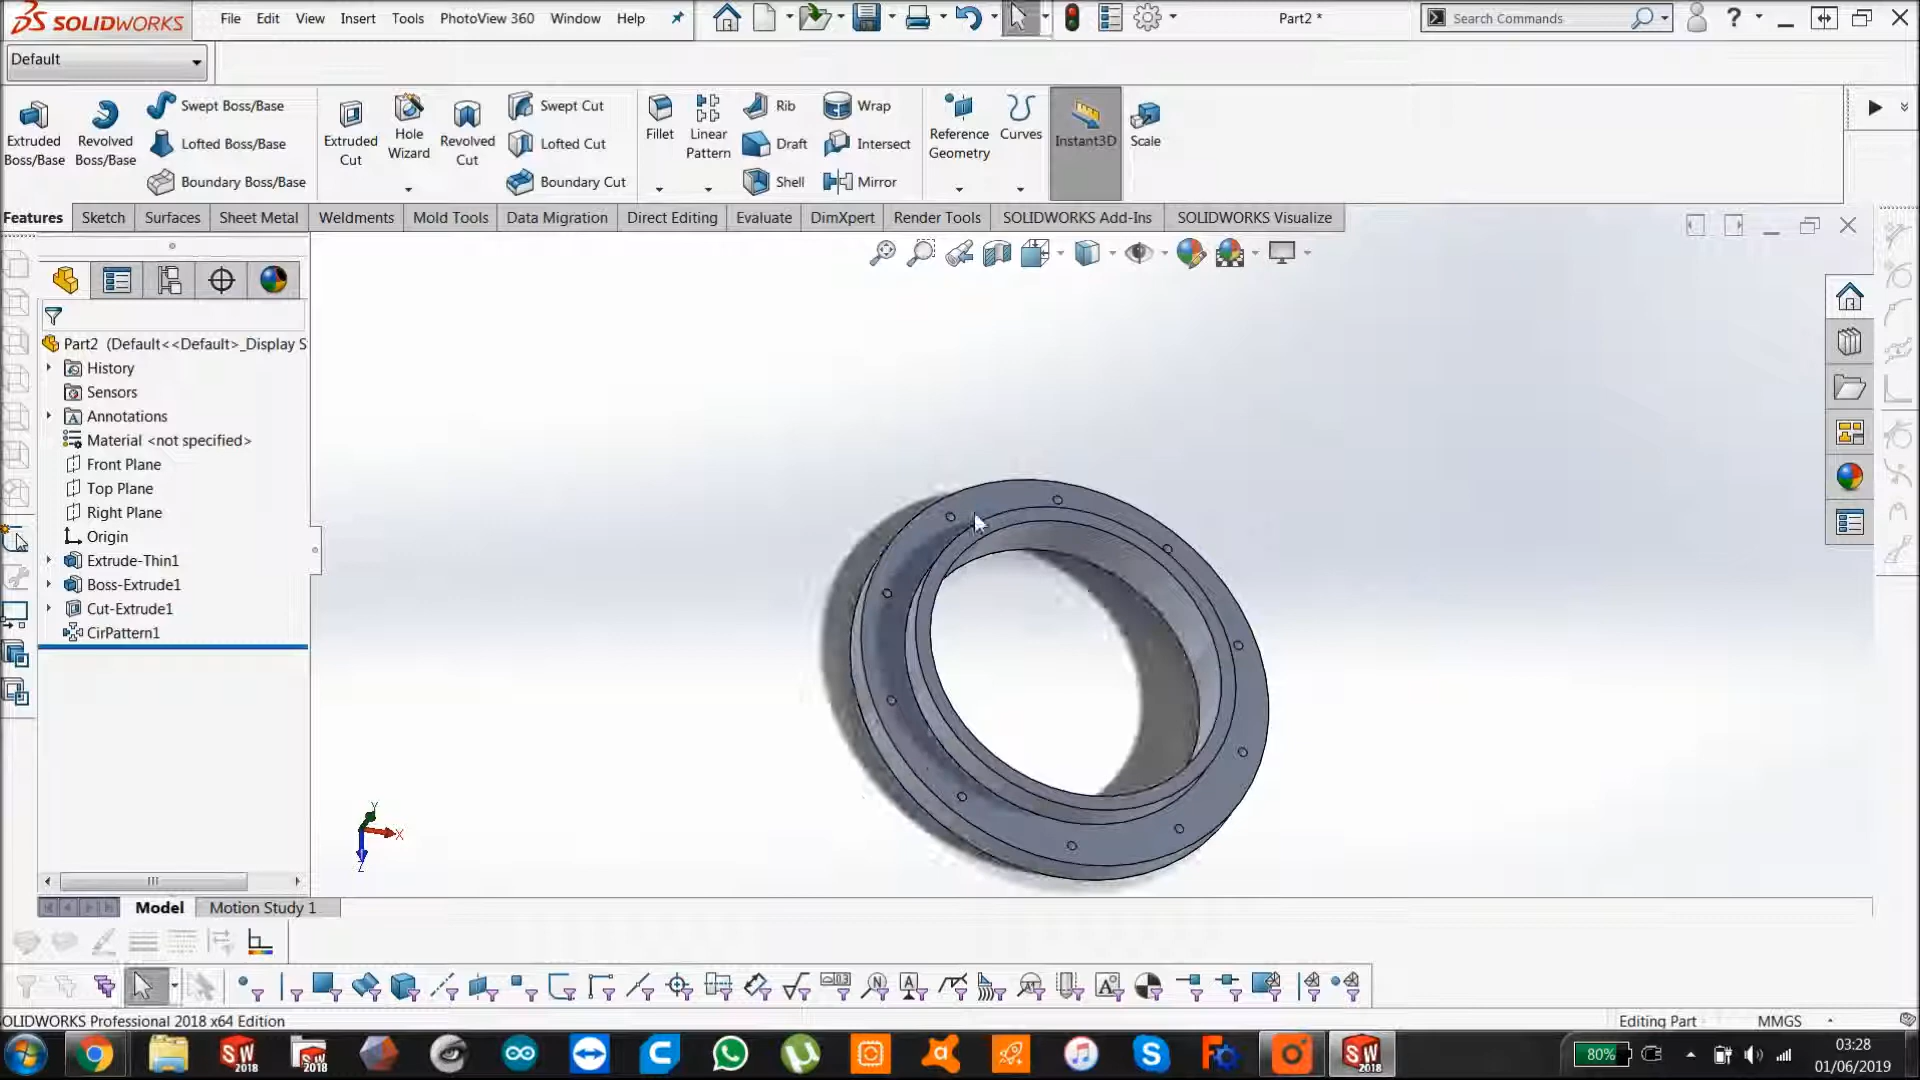 SOLIDWORKS
File Edit View Insert Tools PhotoView 360 Window Help
Part2 *
Search Commands
?
Default
Extruded Boss/Base
Revolved Boss/Base
Swept Boss/Base
Lofted Boss/Base
Boundary Boss/Base
Extruded Cut
Hole Wizard
Revolved Cut
Swept Cut
Lofted Cut
Boundary Cut
Fillet
Linear Pattern
Rib
Draft
Shell
Wrap
Intersect
Mirror
Reference Geometry
Curves
Instant3D
Scale
Features Sketch Surfaces Sheet Metal Weldments Mold Tools Data Migration Direct Editing Evaluate DimXpert Render Tools SOLIDWORKS Add-Ins SOLIDWORKS Visualize
Part2 (Default<<Default>_Display S
History
Sensors
Annotations
Material <not specified>
Front Plane
Top Plane
Right Plane
Origin
Extrude-Thin1
Boss-Extrude1
Cut-Extrude1
CirPattern1
Y
X
Z
Model Motion Study 1
OLIDWORKS Professional 2018 x64 Edition
Editing Part MMGS
SW 2018
SW 2018
SW 2018
80%
03:28
01/06/2019